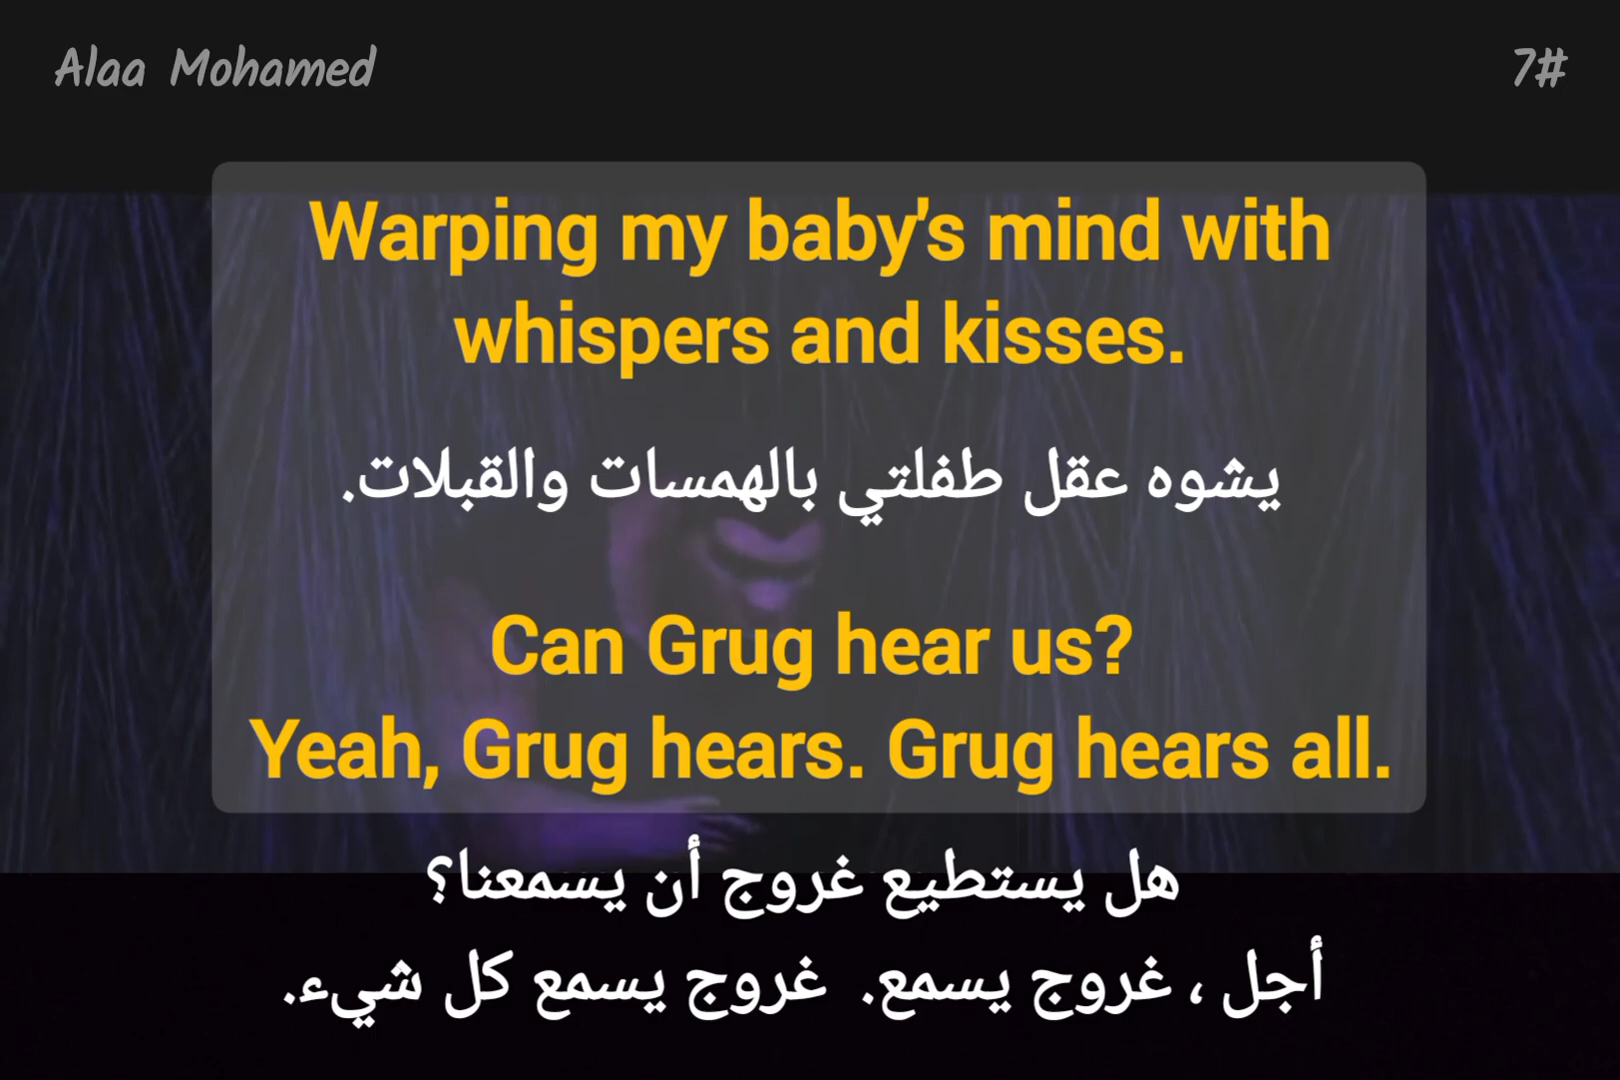 Alaa Mohamed
7#
Warping my baby's mind with
whispers and kisses.
يشوه عقل طفلتي بالهمسات والقبلات.
Can Grug hear us?
Yeah, Grug hears. Grug hears all.
هل يستطيع غروج أن يسمعنا؟
أجل ، غروج يسمع. غروج يسمع كل شيء.